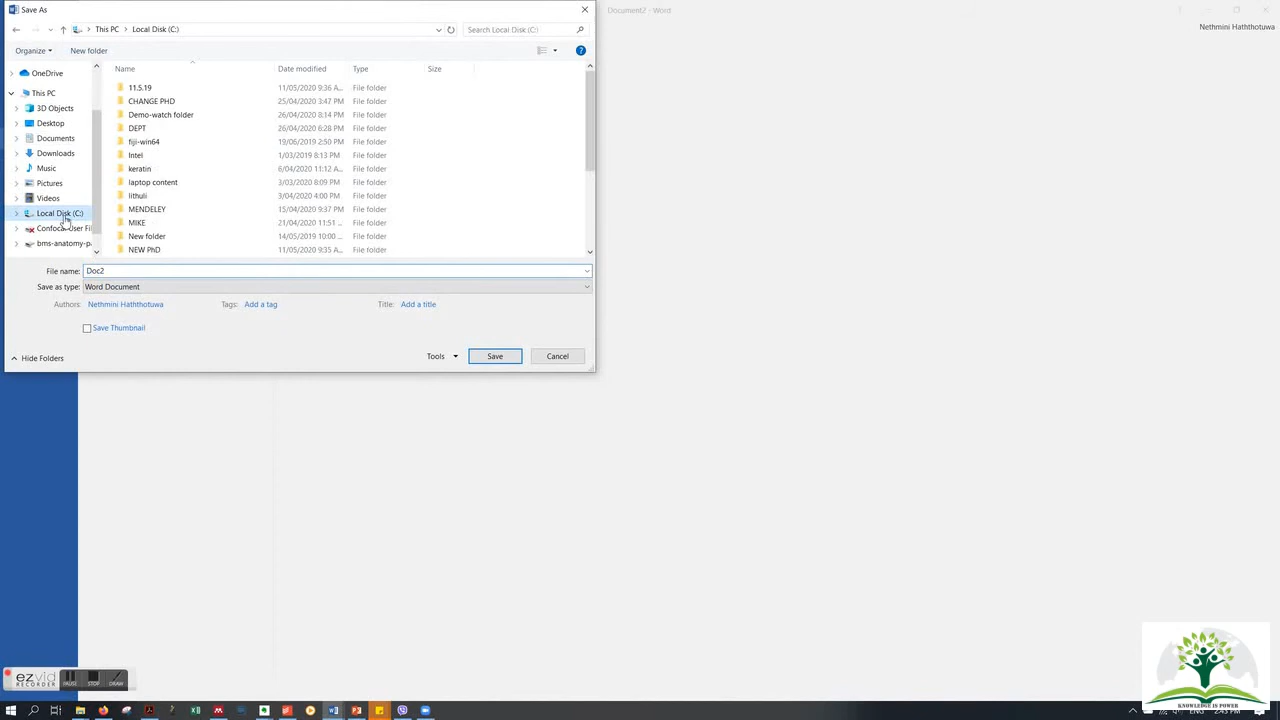 Save As
Document2 - Word
This PC
Local Disk (C:)
Search Local Disk (C:)
Nethmini Haththotuwa
Organize
New folder
Name Date modified Type Size
OneDrive
This PC
3D Objects
Desktop
Documents
Downloads
Music
Pictures
Videos
Local Disk (C:)
Confocal User Fi
bms-anatomy-p
11.5.19 11/05/2020 9:36 A... File folder
CHANGE PHD 25/04/2020 3:47 PM File folder
Demo-watch folder 26/04/2020 8:14 PM File folder
DEPT 26/04/2020 6:28 PM File folder
fiji-win64 19/06/2019 2:50 PM File folder
Intel 1/03/2019 8:13 PM File folder
keratin 6/04/2020 11:12 A... File folder
laptop content 3/03/2020 8:09 PM File folder
lithuli 3/04/2020 4:00 PM File folder
MENDELEY 15/04/2020 9:37 PM File folder
MIKE 21/04/2020 11:51 ... File folder
New folder 14/05/2019 10:00 ... File folder
NEW PhD 11/05/2020 9:35 A... File folder
File name: Doc2
Save as type: Word Document
Authors: Nethmini Haththotuwa Tags: Add a tag Title: Add a title
Save Thumbnail
Hide Folders
Tools Save Cancel
ezvid
RECORDER
PAUSE STOP DRAW
KNOWLEDGE IS POWER
ENG 2:43 PM